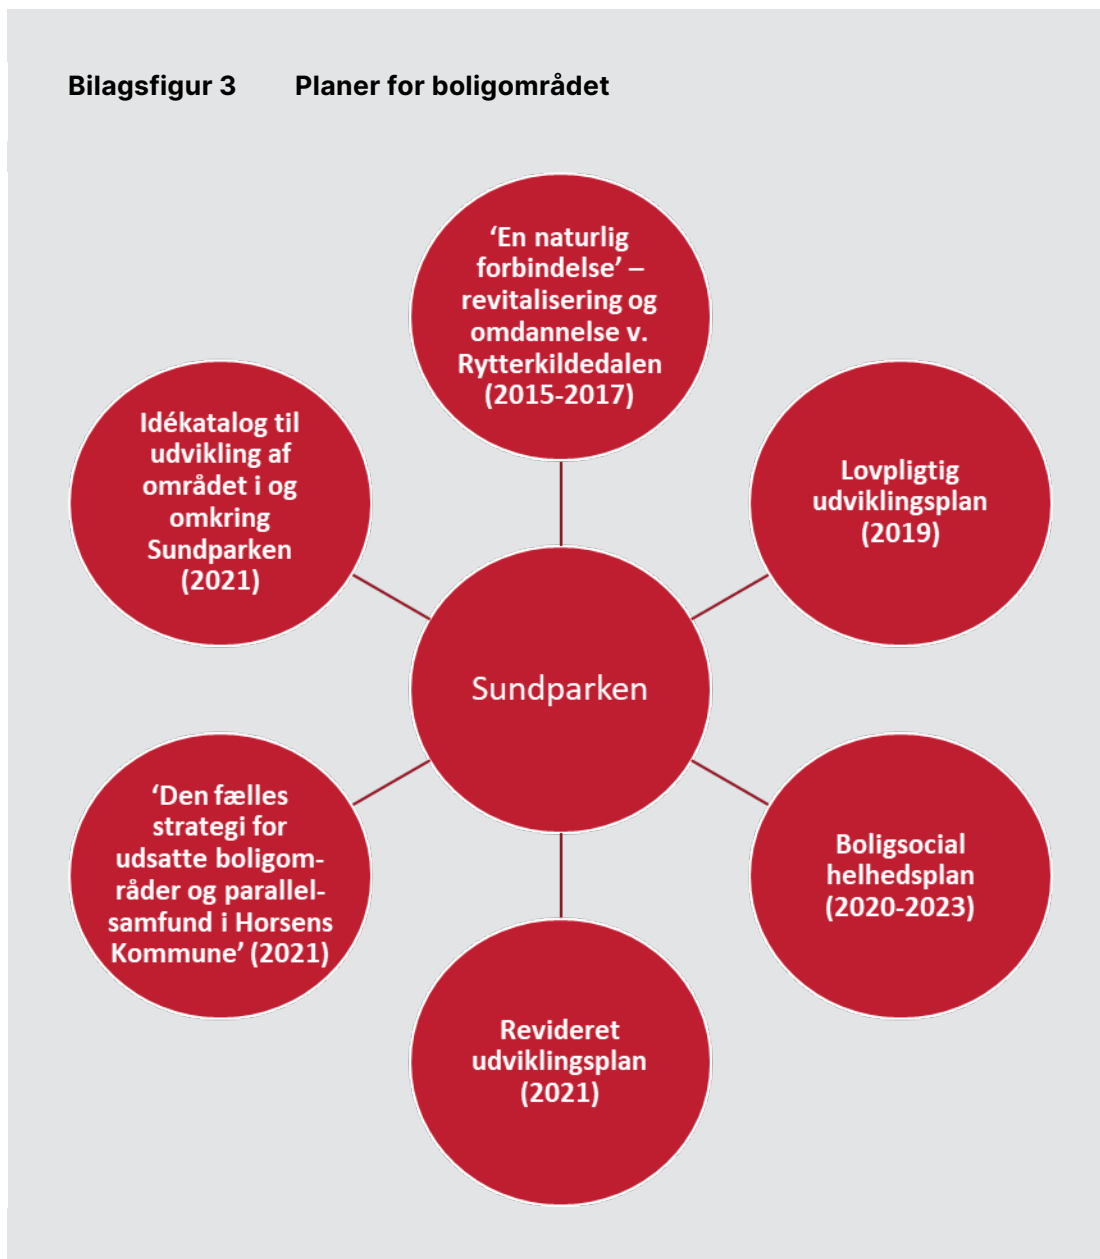 Bilagsfigur 3 Planer for boligområdet
‘En naturlig
forbindelse’ –
revitalisering og
omdannelse v.
Rytterkildedalen
(2015-2017)
Lovpligtig
udviklingsplan
(2019)
Boligsocial
helhedsplan
(2020-2023)
Revideret
udviklingsplan
(2021)
‘Den fælles
strategi for
udsatte boligom-
råder og parallel-
samfund i Horsens
Kommune’ (2021)
Idékatalog til
udvikling af
området i og
omkring
Sundparken
(2021)
Sundparken